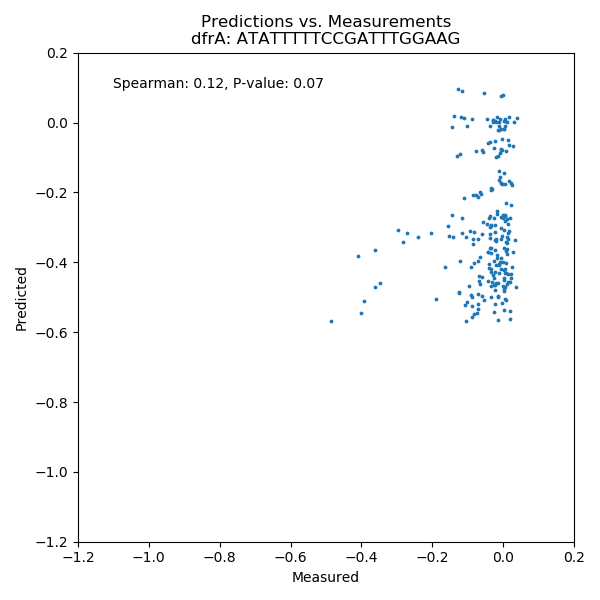 Predictions vs. Measurements
dfrA: ATATTTTTCCGATTTGGAAG
Spearman: 0.12, P-value: 0.07
0.2
0.0
−0.2
−0.4
−0.6
−0.8
−1.0
−1.2
Predicted
−1.2 −1.0 −0.8 −0.6 −0.4 −0.2 0.0 0.2
Measured